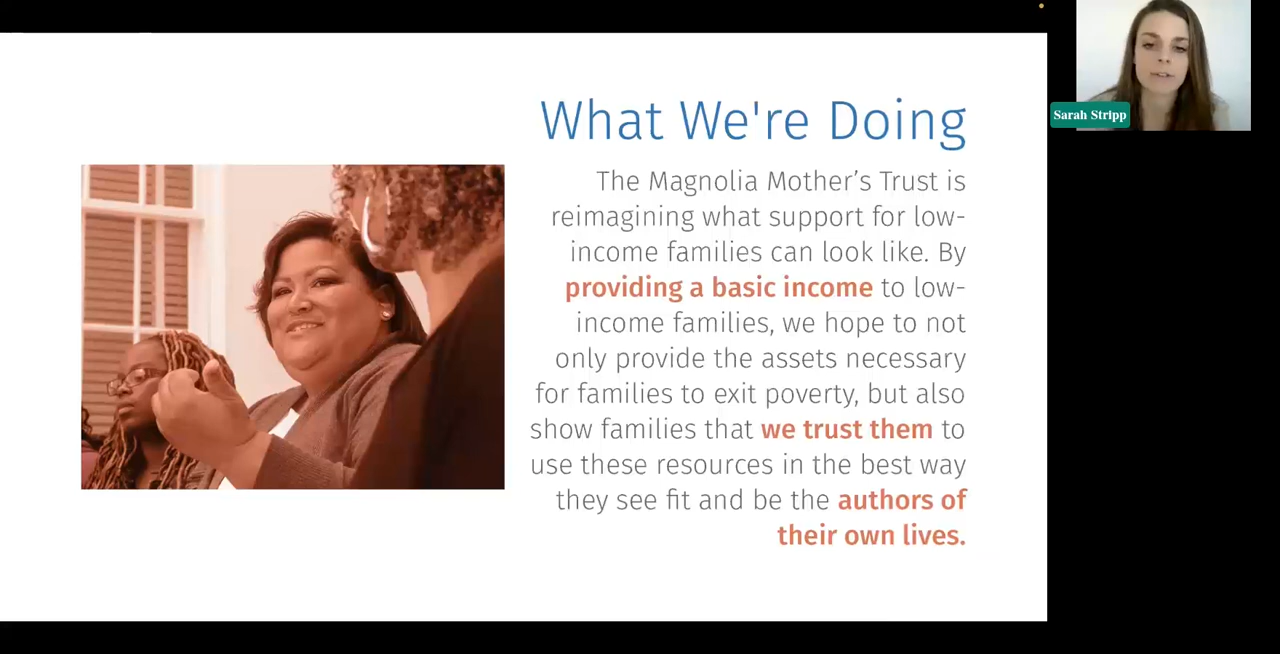 What We're Doing
The Magnolia Mother’s Trust is
reimagining what support for low-
income families can look like. By
providing a basic income to low-
income families, we hope to not
only provide the assets necessary
for families to exit poverty, but also
show families that we trust them to
use these resources in the best way
they see fit and be the authors of
their own lives.
Sarah Stripp